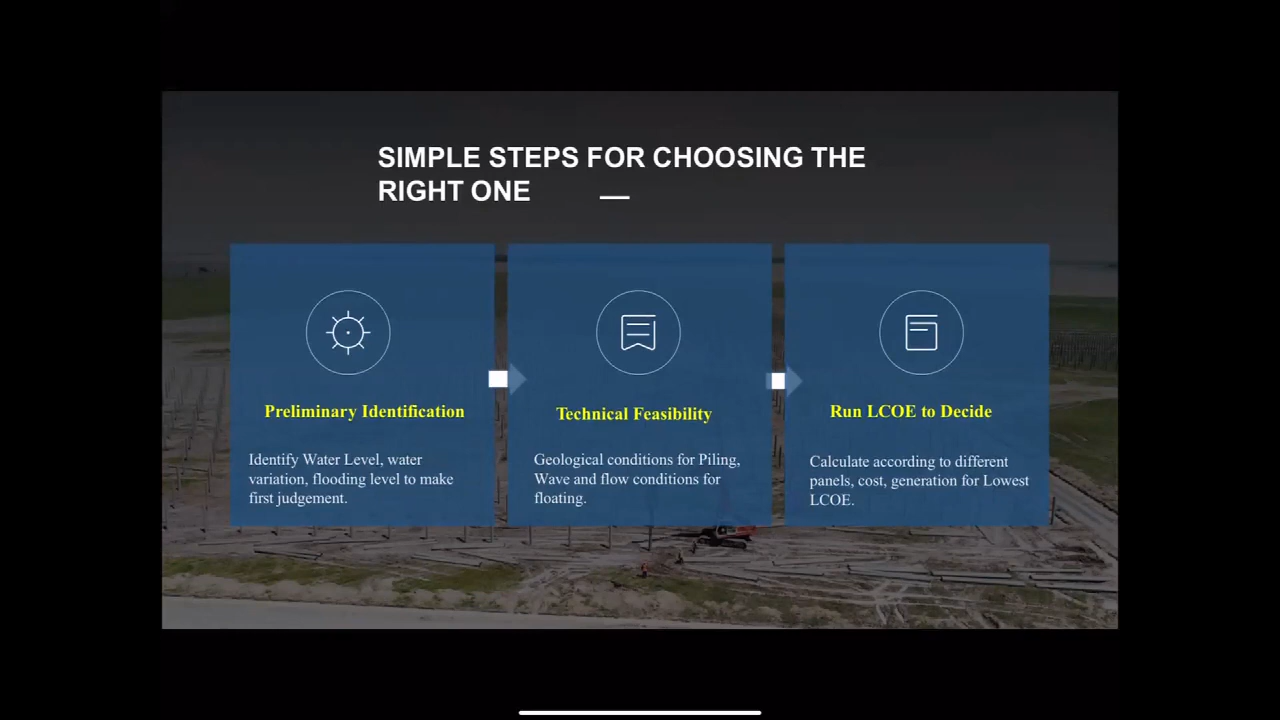 SIMPLE STEPS FOR CHOOSING THE
RIGHT ONE
Preliminary Identification
Identify Water Level, water
variation, flooding level to make
first judgement.
Technical Feasibility
Geological conditions for Piling,
Wave and flow conditions for
floating.
Run LCOE to Decide
Calculate according to different
panels, cost, generation for Lowest
LCOE.